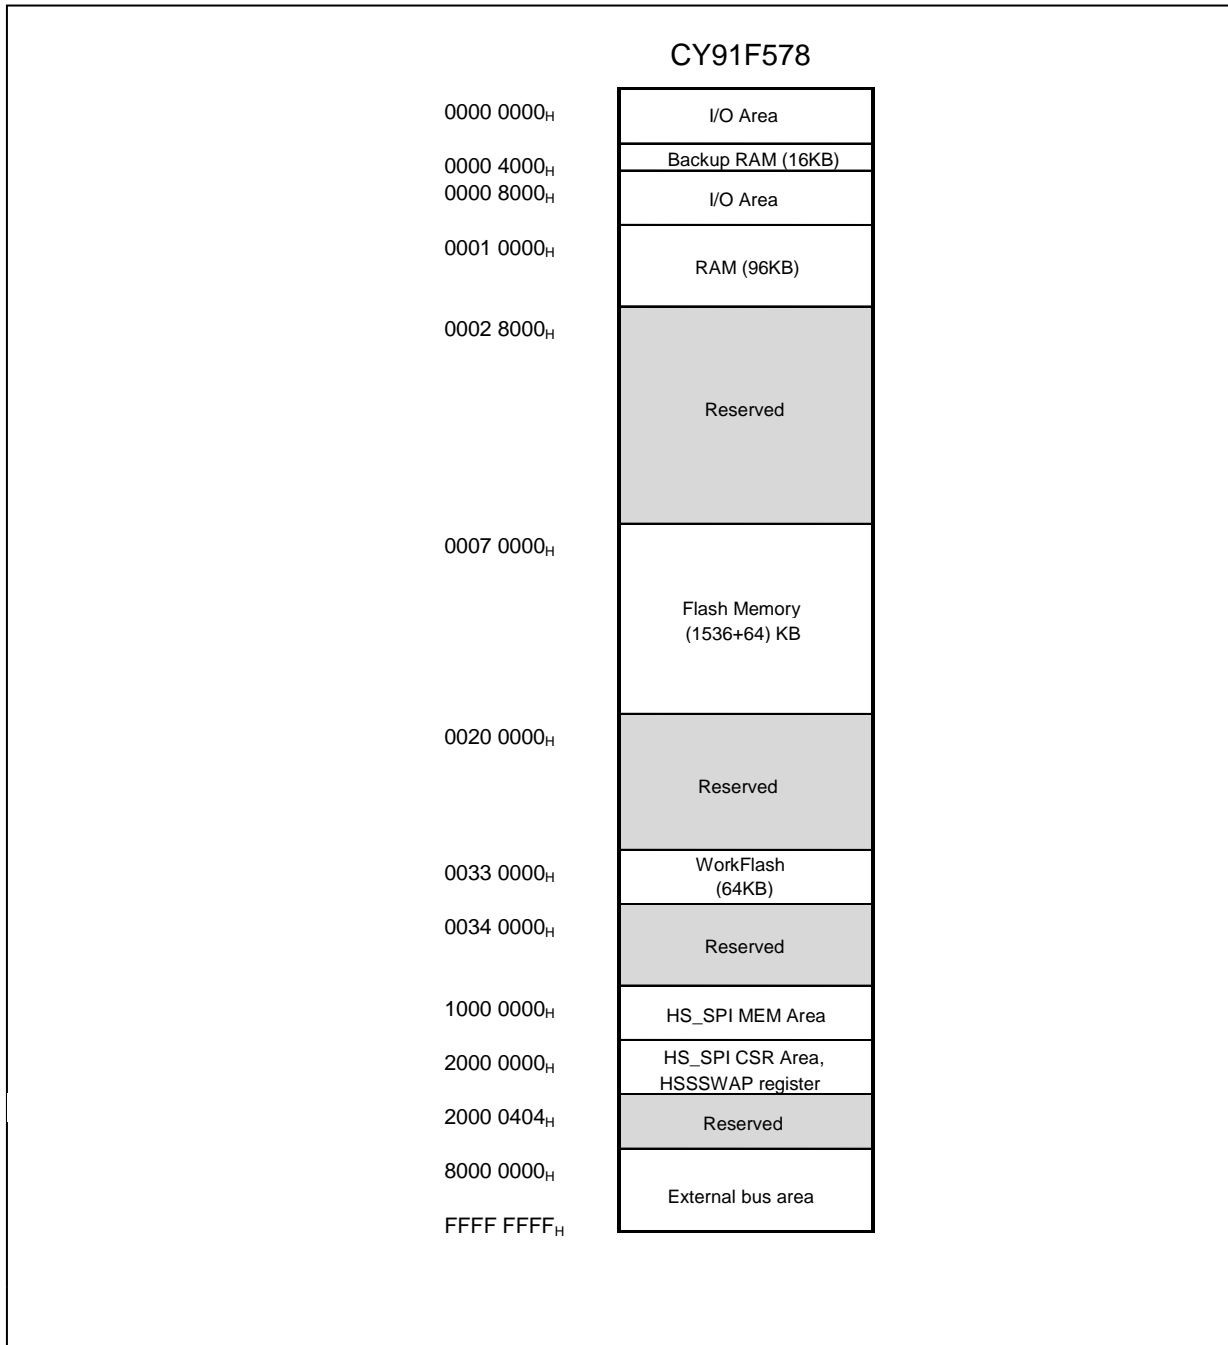 CY91F578
0000 0000H
I/O Area
0000 4000H
Backup RAM (16KB)
0000 8000H
I/O Area
0001 0000H
RAM (96KB)
0002 8000H
Reserved
0007 0000H
Flash Memory
(1536+64) KB
0020 0000H
Reserved
0033 0000H
WorkFlash
(64KB)
0034 0000H
Reserved
1000 0000H
HS_SPI MEM Area
2000 0000H
HS_SPI CSR Area,
HSSSWAP register
2000 0404H
Reserved
8000 0000H
External bus area
FFFF FFFFH